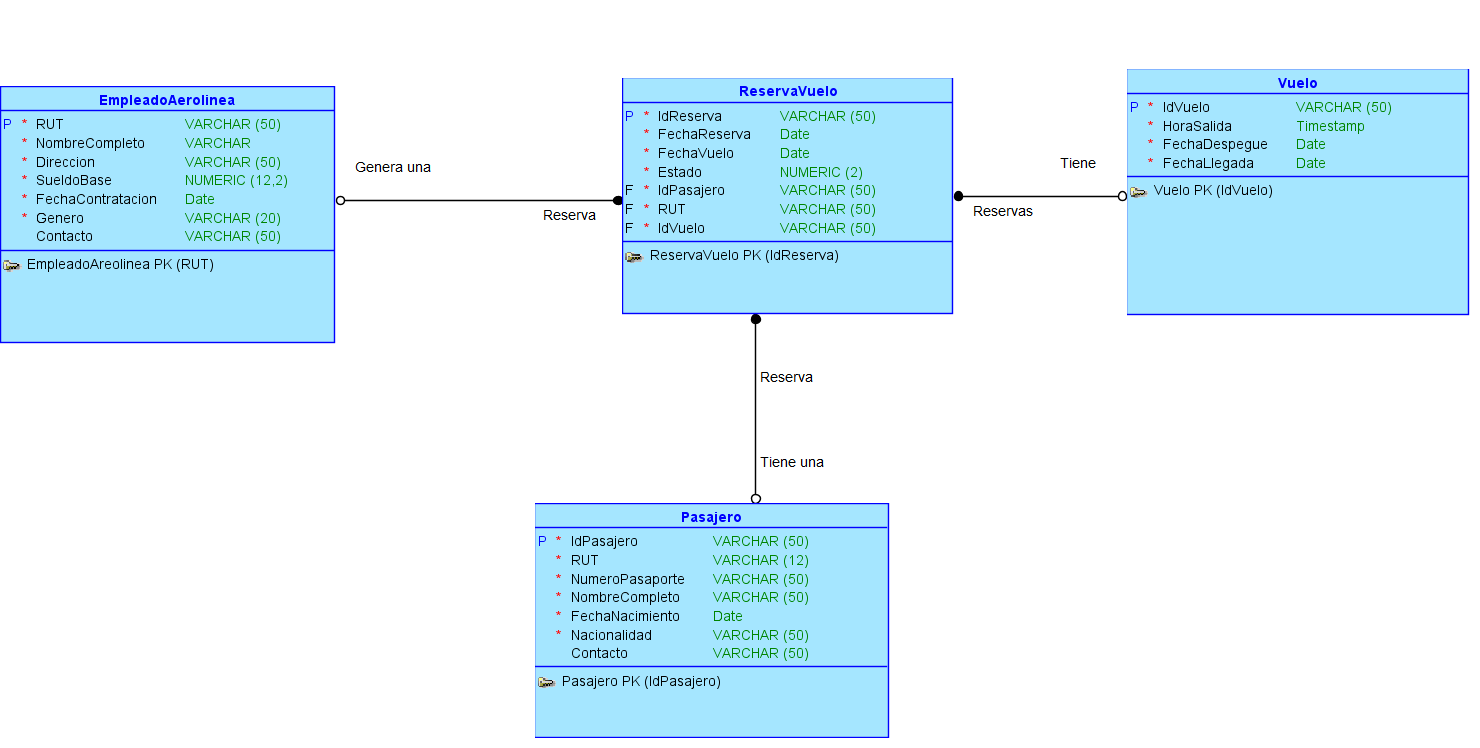 EmpleadoAerolinea
P * RUT VARCHAR (50)
* NombreCompleto VARCHAR
* Direccion VARCHAR (50)
* SueldoBase NUMERIC (12,2)
* FechaContratacion Date
* Genero VARCHAR (20)
Contacto VARCHAR (50)
EmpleadoAreolinea PK (RUT)
Genera una
Reserva
ReservaVuelo
P * IdReserva VARCHAR (50)
* FechaReserva Date
* FechaVuelo Date
* Estado NUMERIC (2)
F * IdPasajero VARCHAR (50)
F * RUT VARCHAR (50)
F * IdVuelo VARCHAR (50)
ReservaVuelo PK (IdReserva)
Tiene
Reservas
Vuelo
P * IdVuelo VARCHAR (50)
* HoraSalida Timestamp
* FechaDespegue Date
* FechaLlegada Date
Vuelo PK (IdVuelo)
Reserva
Tiene una
Pasajero
P * IdPasajero VARCHAR (50)
* RUT VARCHAR (12)
* NumeroPasaporte VARCHAR (50)
* NombreCompleto VARCHAR (50)
* FechaNacimiento Date
* Nacionalidad VARCHAR (50)
Contacto VARCHAR (50)
Pasajero PK (IdPasajero)